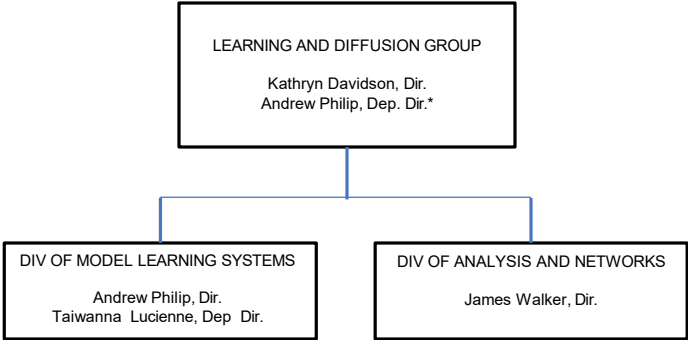 LEARNING AND DIFFUSION GROUP
Kathryn Davidson, Dir.
Andrew Philip, Dep. Dir.*
DIV OF MODEL LEARNING SYSTEMS
Andrew Philip, Dir.
Taiwanna Lucienne, Dep Dir.
DIV OF ANALYSIS AND NETWORKS
James Walker, Dir.